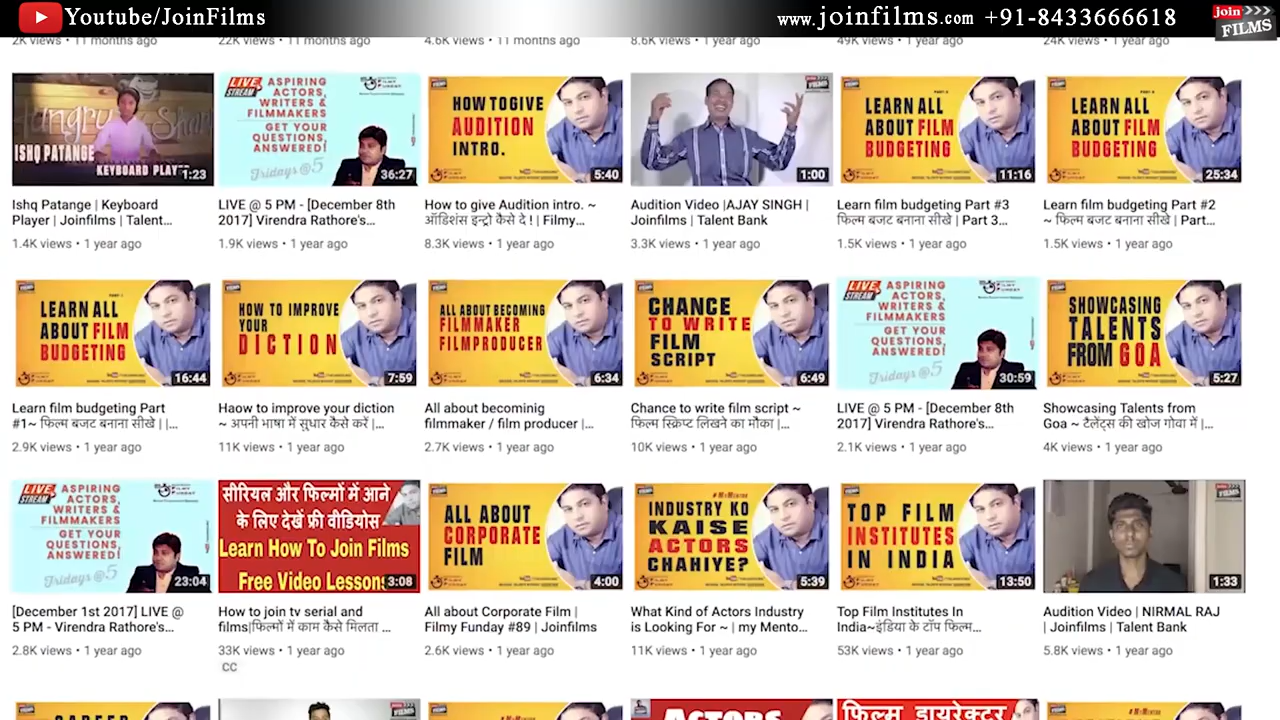 Youtube/JoinFilms
www.joinfilms.com +91-8433666618
join >>>
FILMS
2K views • 11 months ago
22K views • 11 months ago
4.6K views • 11 months ago
8.6K views • 1 year ago
49K views • 1 year ago
24K views • 1 year ago
ISHQ PATANGE
KEYBOARD PLAY
1:23
LIVE
STREAM
ASPIRING
ACTORS,
WRITERS &
FILMMAKERS
GET YOUR
QUESTIONS,
ANSWERED!
Fridays @5
36:27
HOW TO GIVE
AUDITION
INTRO.
5:40
1:00
LEARN ALL
ABOUT FILM
BUDGETING
11:16
LEARN ALL
ABOUT FILM
BUDGETING
25:34
Ishq Patange | Keyboard
Player | Joinfilms | Talent...
1.4K views • 1 year ago
LIVE @ 5 PM - [December 8th
2017] Virendra Rathore's...
1.9K views • 1 year ago
How to give Audition intro. ~
ऑडिशंस इन्ट्रो कैसे दे ! | Filmy...
8.3K views • 1 year ago
Audition Video |AJAY SINGH |
Joinfilms | Talent Bank
3.3K views • 1 year ago
Learn film budgeting Part #3
फिल्म बजट बनाना सीखे | Part 3...
1.5K views • 1 year ago
Learn film budgeting Part #2
~ फिल्म बजट बनाना सीखे | Part...
1.5K views • 1 year ago
LEARN ALL
ABOUT FILM
BUDGETING
16:44
HOW TO IMPROVE
YOUR
DICTION
7:59
ALL ABOUT BECOMING
FILMMAKER
FILMPRODUCER
6:34
CHANCE
TO WRITE
FILM
SCRIPT
6:49
LIVE
STREAM
ASPIRING
ACTORS,
WRITERS &
FILMMAKERS
GET YOUR
QUESTIONS,
ANSWERED!
Fridays @5
30:59
SHOWCASING
TALENTS
FROM GOA
5:27
Learn film budgeting Part
#1~ फिल्म बजट बनाना सीखे | |...
2.9K views • 1 year ago
Haow to improve your diction
~ अपनी भाषा में सुधार कैसे करें |...
11K views • 1 year ago
All about becominig
filmmaker / film producer |...
2.7K views • 1 year ago
Chance to write film script ~
फिल्म स्क्रिप्ट लिखने का मौका |...
10K views • 1 year ago
LIVE @ 5 PM - [December 8th
2017] Virendra Rathore's...
2.1K views • 1 year ago
Showcasing Talents from
Goa ~ टैलेंट्स की खोज गोवा में |...
4K views • 1 year ago
LIVE
STREAM
ASPIRING
ACTORS,
WRITERS &
FILMMAKERS
GET YOUR
QUESTIONS,
ANSWERED!
Fridays @5
23:04
सीरियल और फिल्मों में आने
के लिए देखें फ्री वीडियोस
Learn How To Join Films
Free Video Lessons
3:08
ALL ABOUT
CORPORATE
FILM
4:00
#MyMentor
INDUSTRY KO
KAISE
ACTORS
CHAHIYE?
5:39
TOP FILM
INSTITUTES
IN INDIA
13:50
1:33
[December 1st 2017] LIVE @
5 PM - Virendra Rathore's...
2.8K views • 1 year ago
How to join tv serial and
films|फिल्मों में काम कैसे मिलता ...
33K views • 1 year ago
CC
All about Corporate Film |
Filmy Funday #89 | Joinfilms
2.6K views • 1 year ago
What Kind of Actors Industry
is Looking For ~ | my Mento...
11K views • 1 year ago
Top Film Institutes In
India~इंडिया के टॉप फिल्म...
53K views • 1 year ago
Audition Video | NIRMAL RAJ
| Joinfilms | Talent Bank
5.8K views • 1 year ago
CAREER
ACTORS
फिल्म डायरेक्टर